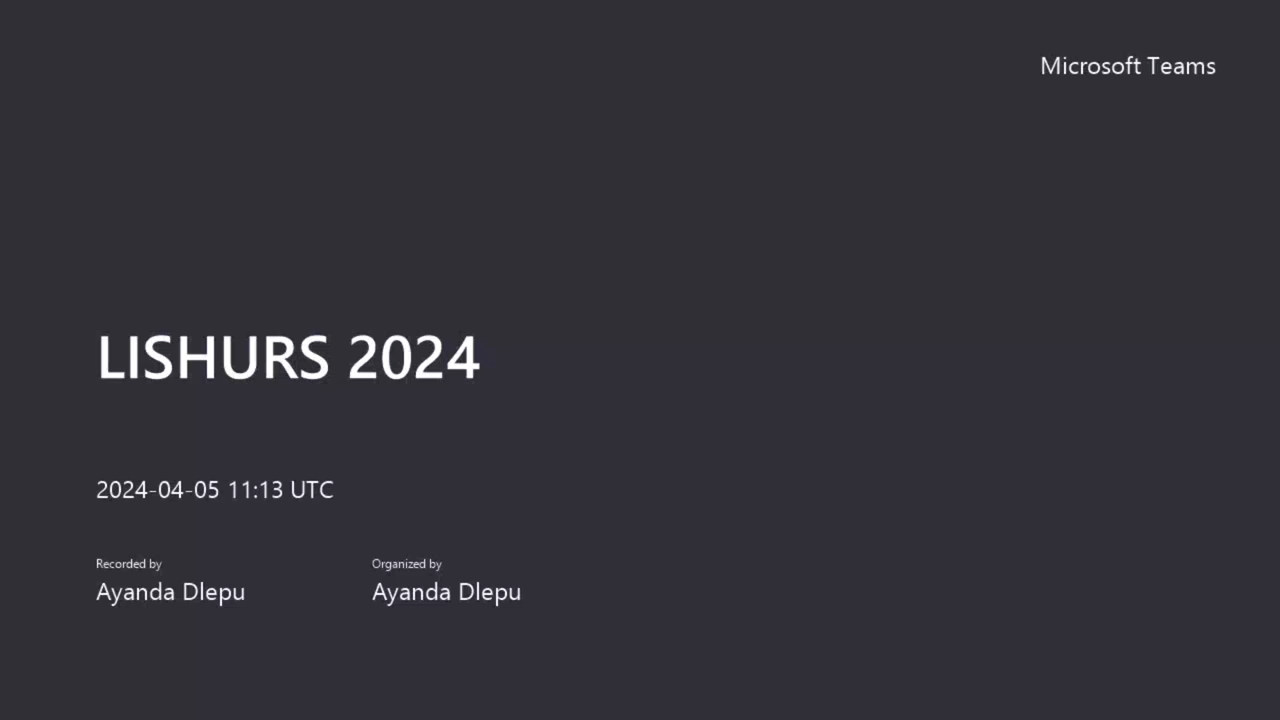 Microsoft Teams
LISHURS 2024
2024-04-05 11:13 UTC
Recorded by
Ayanda Dlepu
Organized by
Ayanda Dlepu